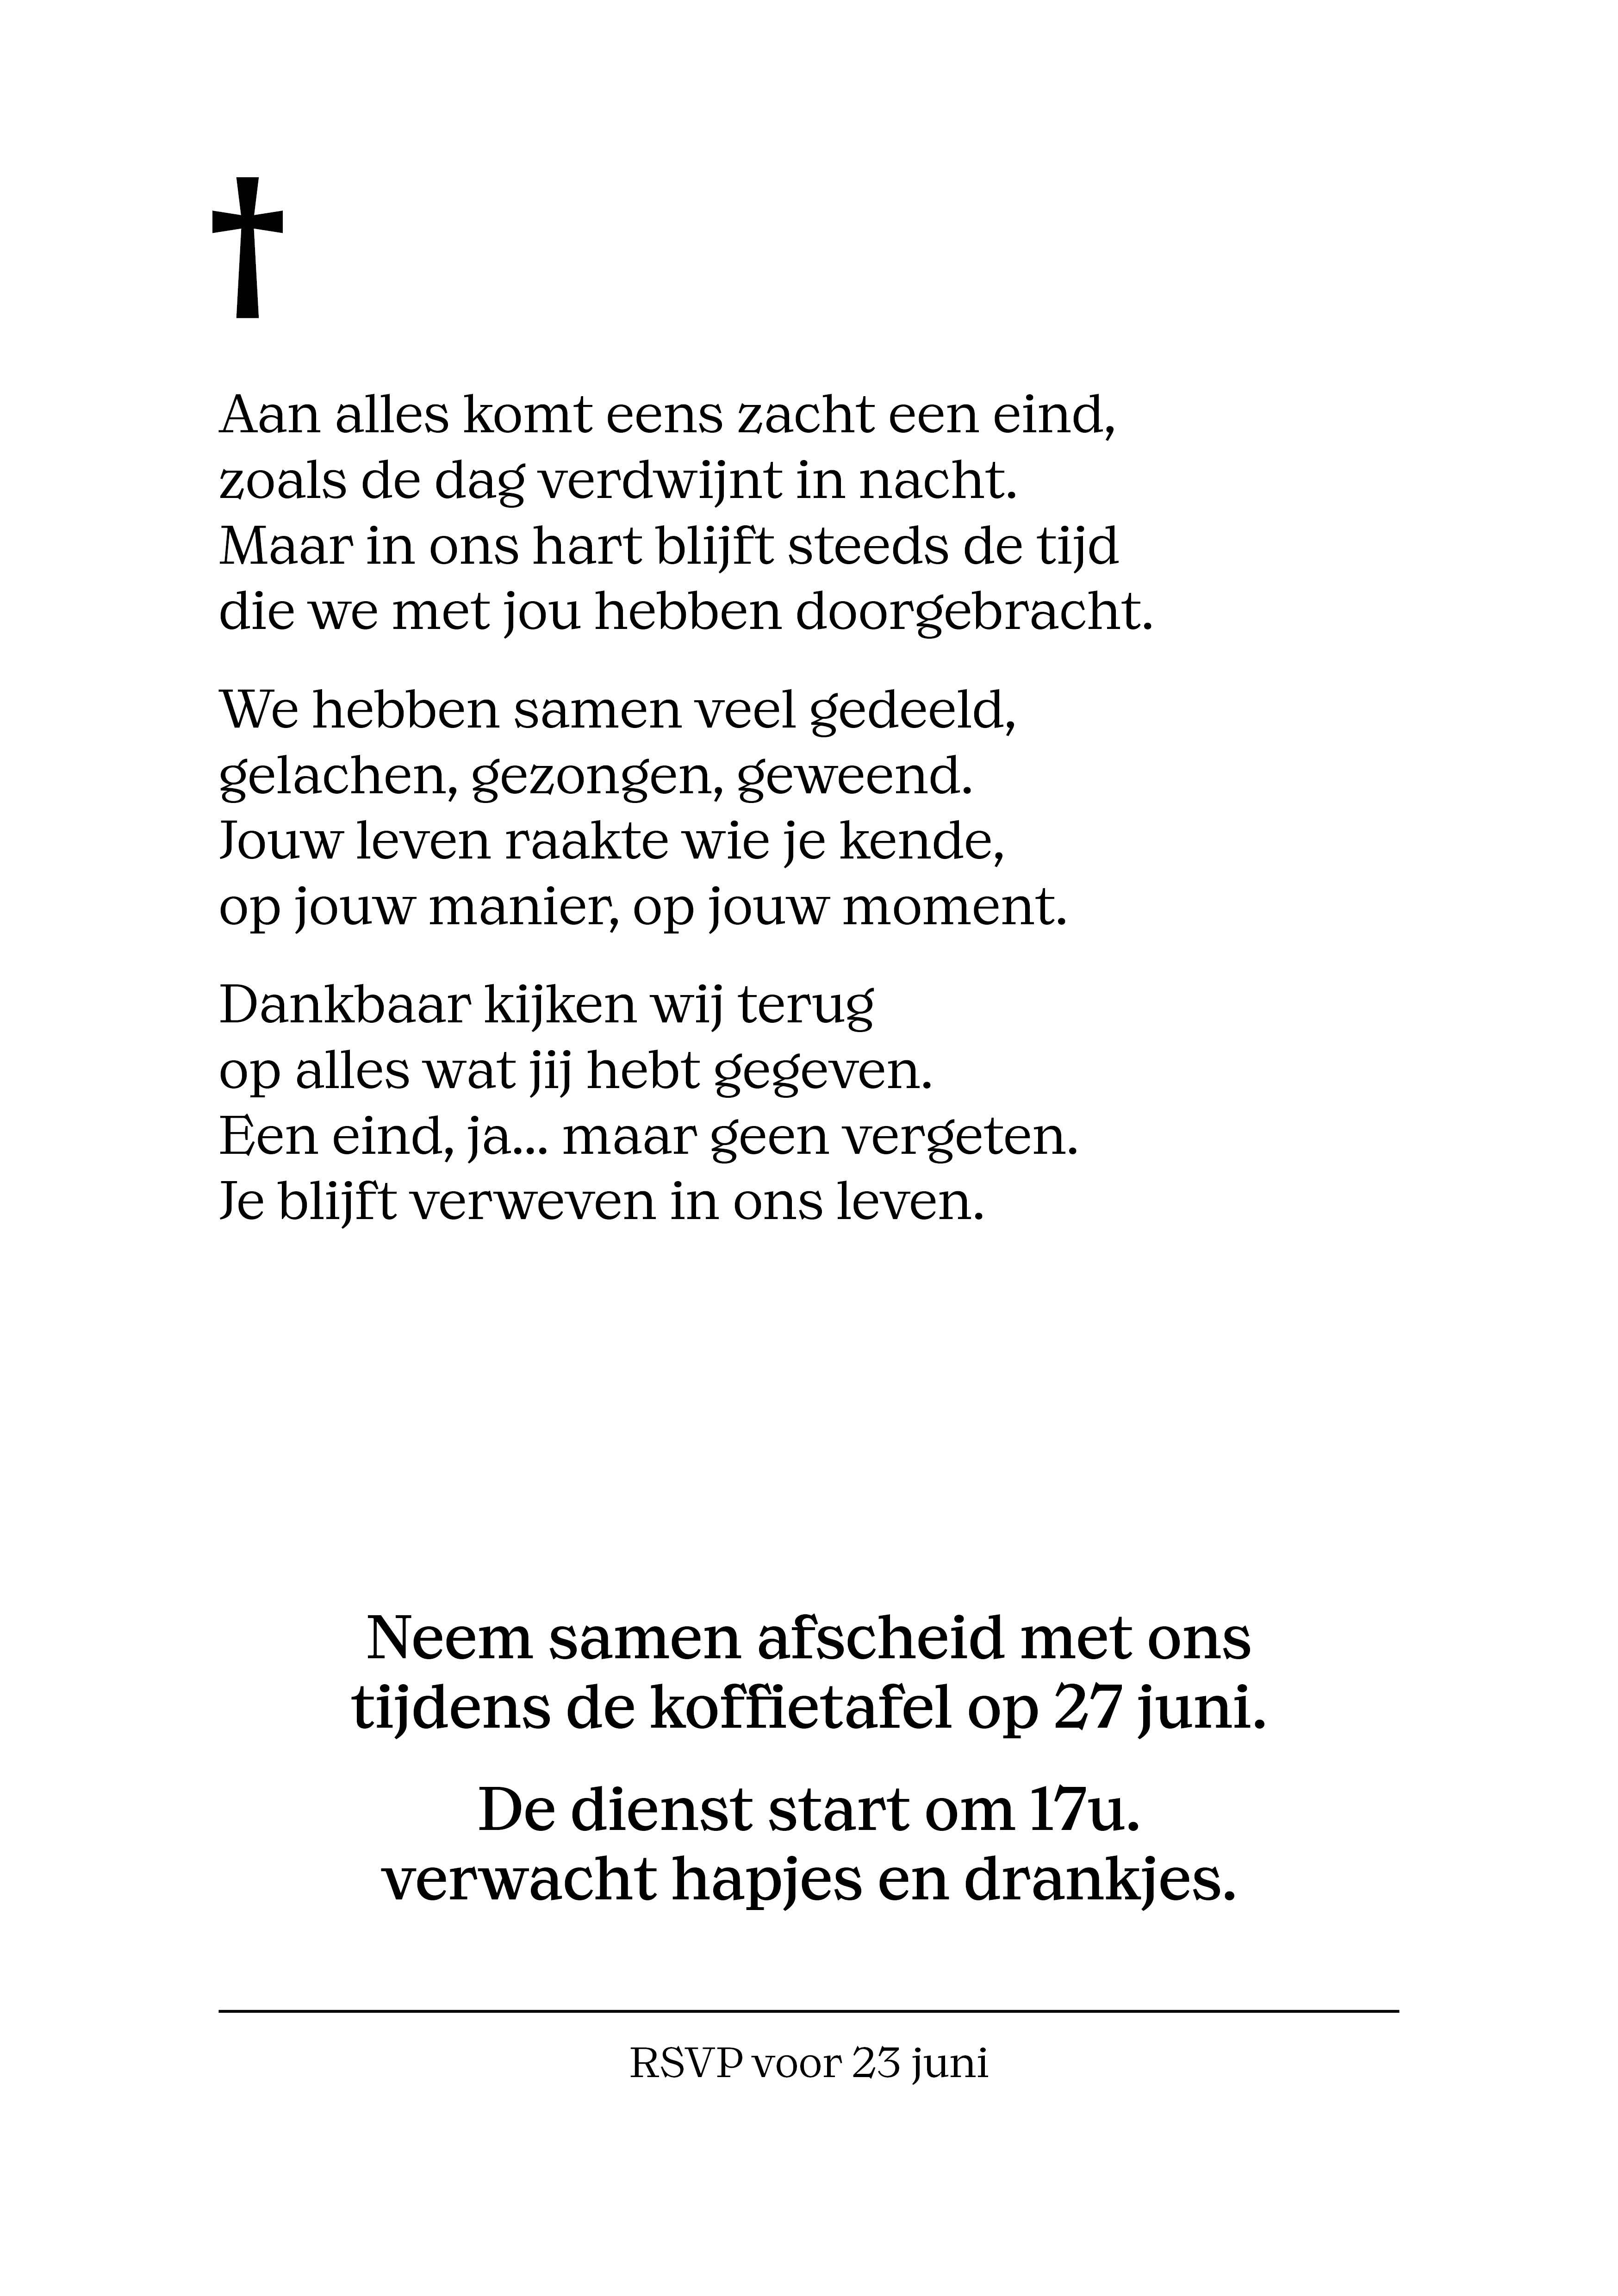 Aan alles komt eens zacht een eind,
zoals de dag verdwijnt in nacht.
Maar in ons hart blijft steeds de tijd
die we met jou hebben doorgebracht.
We hebben samen veel gedeeld,
gelachen, gezongen, geweend.
Jouw leven raakte wie je kende,
op jouw manier, op jouw moment.
Dankbaar kijken wij terug
op alles wat jij hebt gegeven.
Een eind, ja... maar geen vergeten.
Je blijft verweven in ons leven.
Neem samen afscheid met ons
tijdens de koffietafel op 27 juni.
De dienst start om 17u.
verwacht hapjes en drankjes.
RSVP voor 23 juni